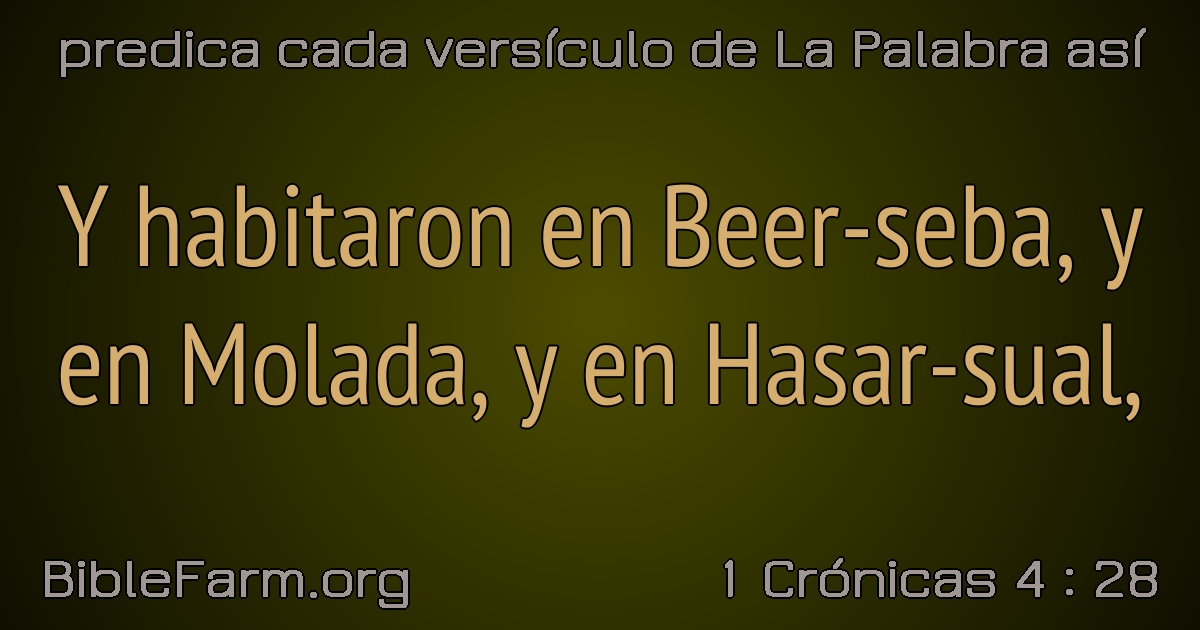 predica cada versículo de La Palabra así
Y habitaron en Beer-seba, y
en Molada, y en Hasar-sual,
BibleFarm.org
1 Crónicas 4 : 28